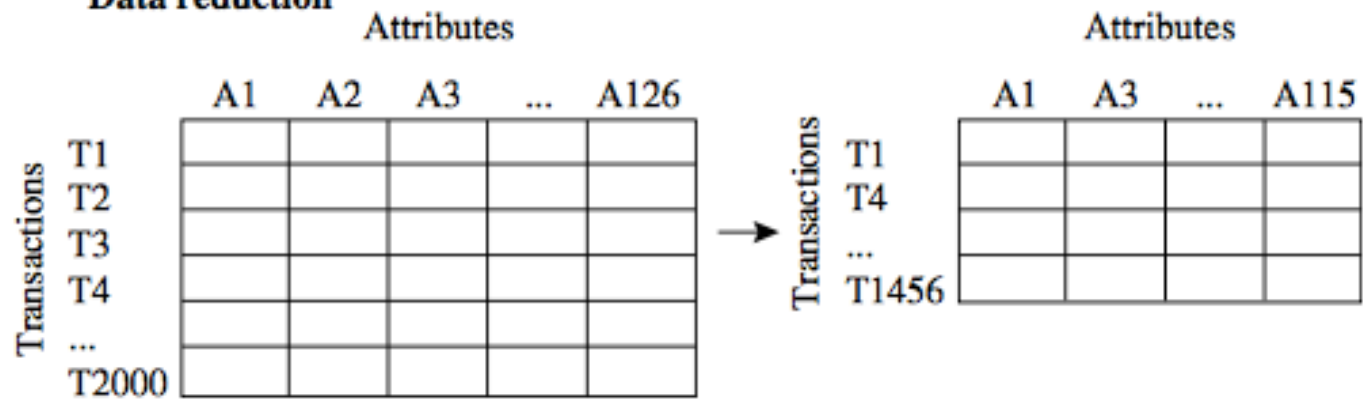 Data reduction
Attributes
A1 A2 A3 ... A126
Transactions
T1
T2
T3
T4
...
T2000
Attributes
A1 A3 ... A115
Transactions
T1
T4
...
T1456